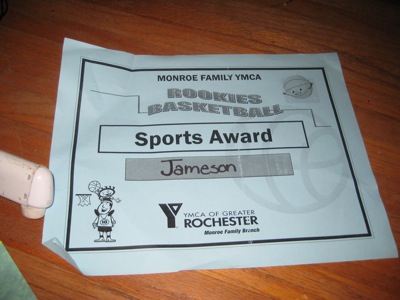 MONROE FAMILY YMCA
ROOKIES
BASKETBALL
Sports Award
Jameson
YMCA OF GREATER
ROCHESTER
Monroe Family Branch